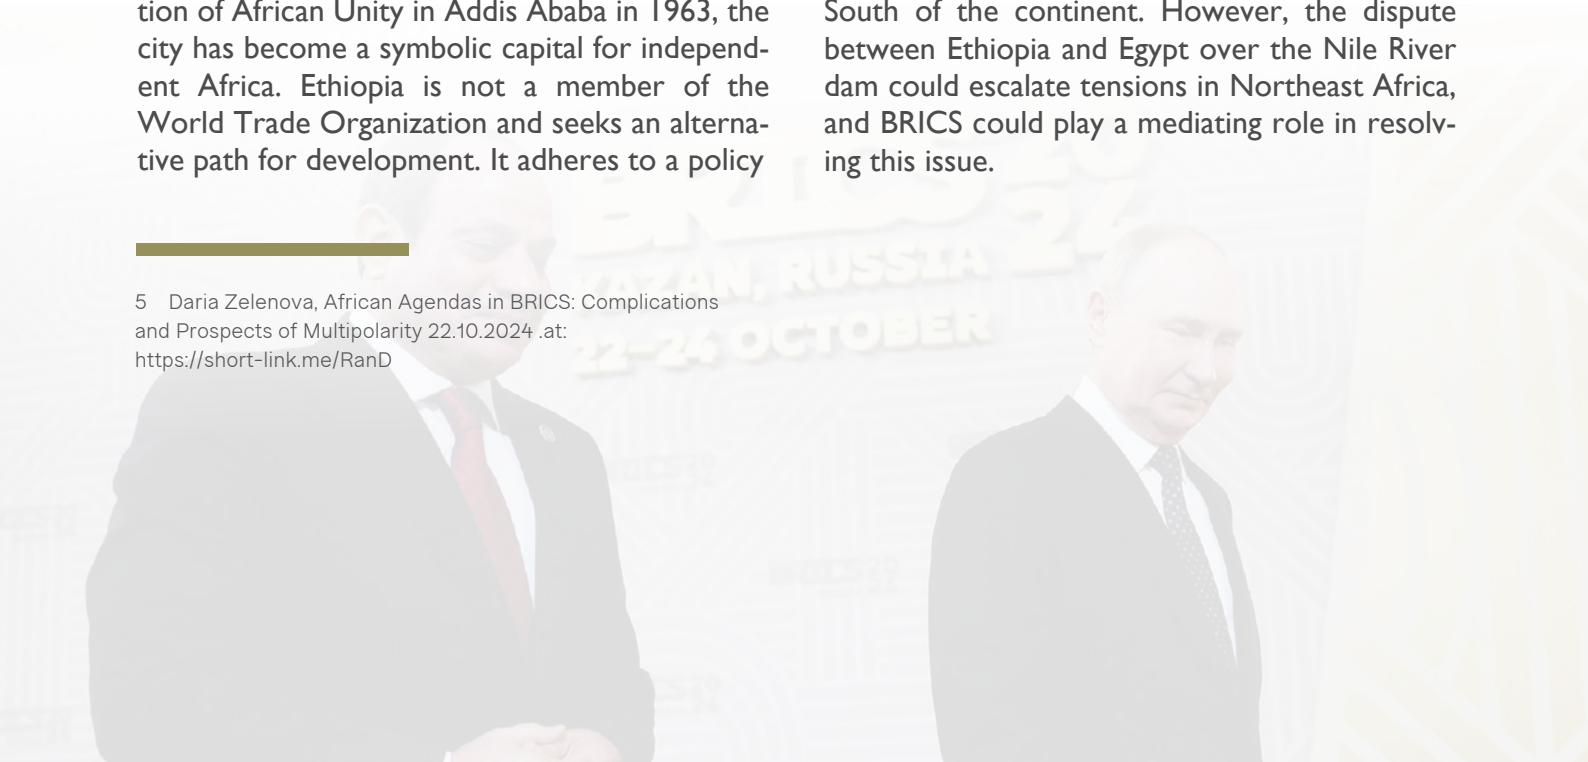 tion of African Unity in Addis Ababa in 1963, the
city has become a symbolic capital for independ-
ent Africa. Ethiopia is not a member of the
World Trade Organization and seeks an alterna-
tive path for development. It adheres to a policy
South of the continent. However, the dispute
between Ethiopia and Egypt over the Nile River
dam could escalate tensions in Northeast Africa,
and BRICS could play a mediating role in resolv-
ing this issue.
5 Daria Zelenova, African Agendas in BRICS: Complications
and Prospects of Multipolarity 22.10.2024 .at:
https://short-link.me/RanD
BRICS 2024
KAZAN, RUSSIA
22–24 OCTOBER